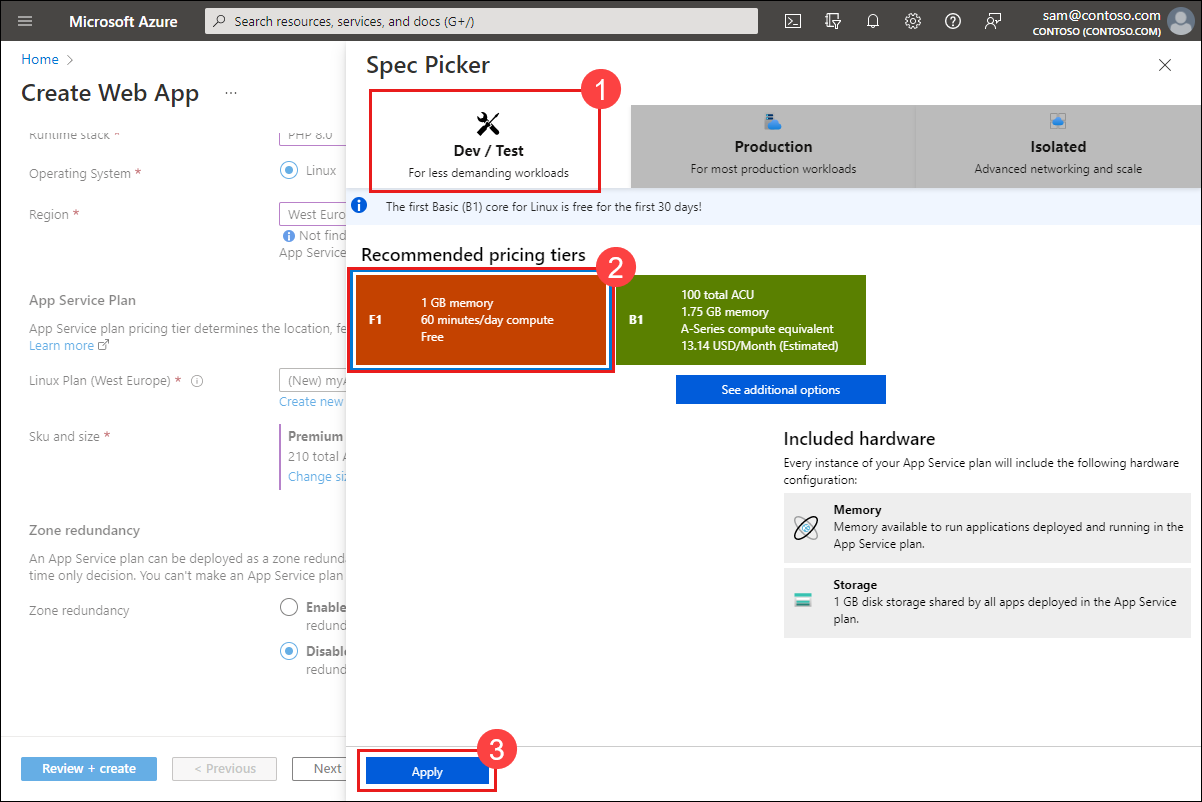 Microsoft Azure
Search resources, services, and docs (G+/)
sam@contoso.com
CONTOSO (CONTOSO.COM)
Home
Create Web App
...
Runtime stack *
PHP 8.0
Operating System *
Linux
Region *
West Euro
Not find
App Service
App Service Plan
App Service plan pricing tier determines the location, fe
Learn more
Linux Plan (West Europe) *
(New) myA
Create new
Sku and size *
Premium
210 total A
Change siz
Zone redundancy
An App Service plan can be deployed as a zone redunda
time only decision. You can't make an App Service plan
Zone redundancy
Enable
redund
Disable
redund
Review + create
< Previous
Next
Spec Picker
1
Dev / Test
For less demanding workloads
Production
For most production workloads
Isolated
Advanced networking and scale
The first Basic (B1) core for Linux is free for the first 30 days!
Recommended pricing tiers
2
F1
1 GB memory
60 minutes/day compute
Free
B1
100 total ACU
1.75 GB memory
A-Series compute equivalent
13.14 USD/Month (Estimated)
See additional options
Included hardware
Every instance of your App Service plan will include the following hardware
configuration:
Memory
Memory available to run applications deployed and running in the
App Service plan.
Storage
1 GB disk storage shared by all apps deployed in the App Service
plan.
3
Apply